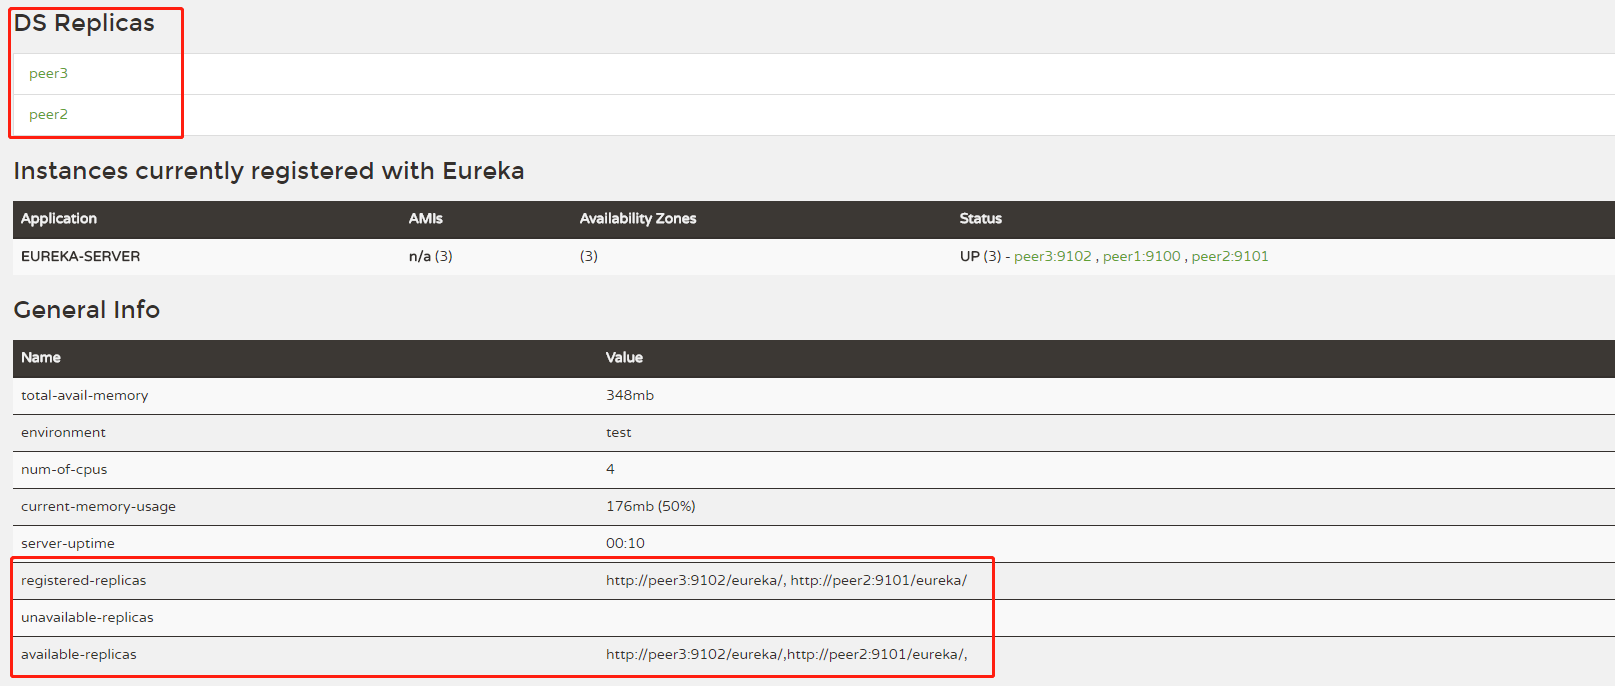 DS Replicas
peer3
peer2
Instances currently registered with Eureka
Application AMIs Availability Zones Status
EUREKA-SERVER n/a (3) (3) UP (3) - peer3:9102 , peer1:9100 , peer2:9101
General Info
Name Value
total-avail-memory 348mb
environment test
num-of-cpus 4
current-memory-usage 176mb (50%)
server-uptime 00:10
registered-replicas http://peer3:9102/eureka/, http://peer2:9101/eureka/
unavailable-replicas
available-replicas http://peer3:9102/eureka/,http://peer2:9101/eureka/,